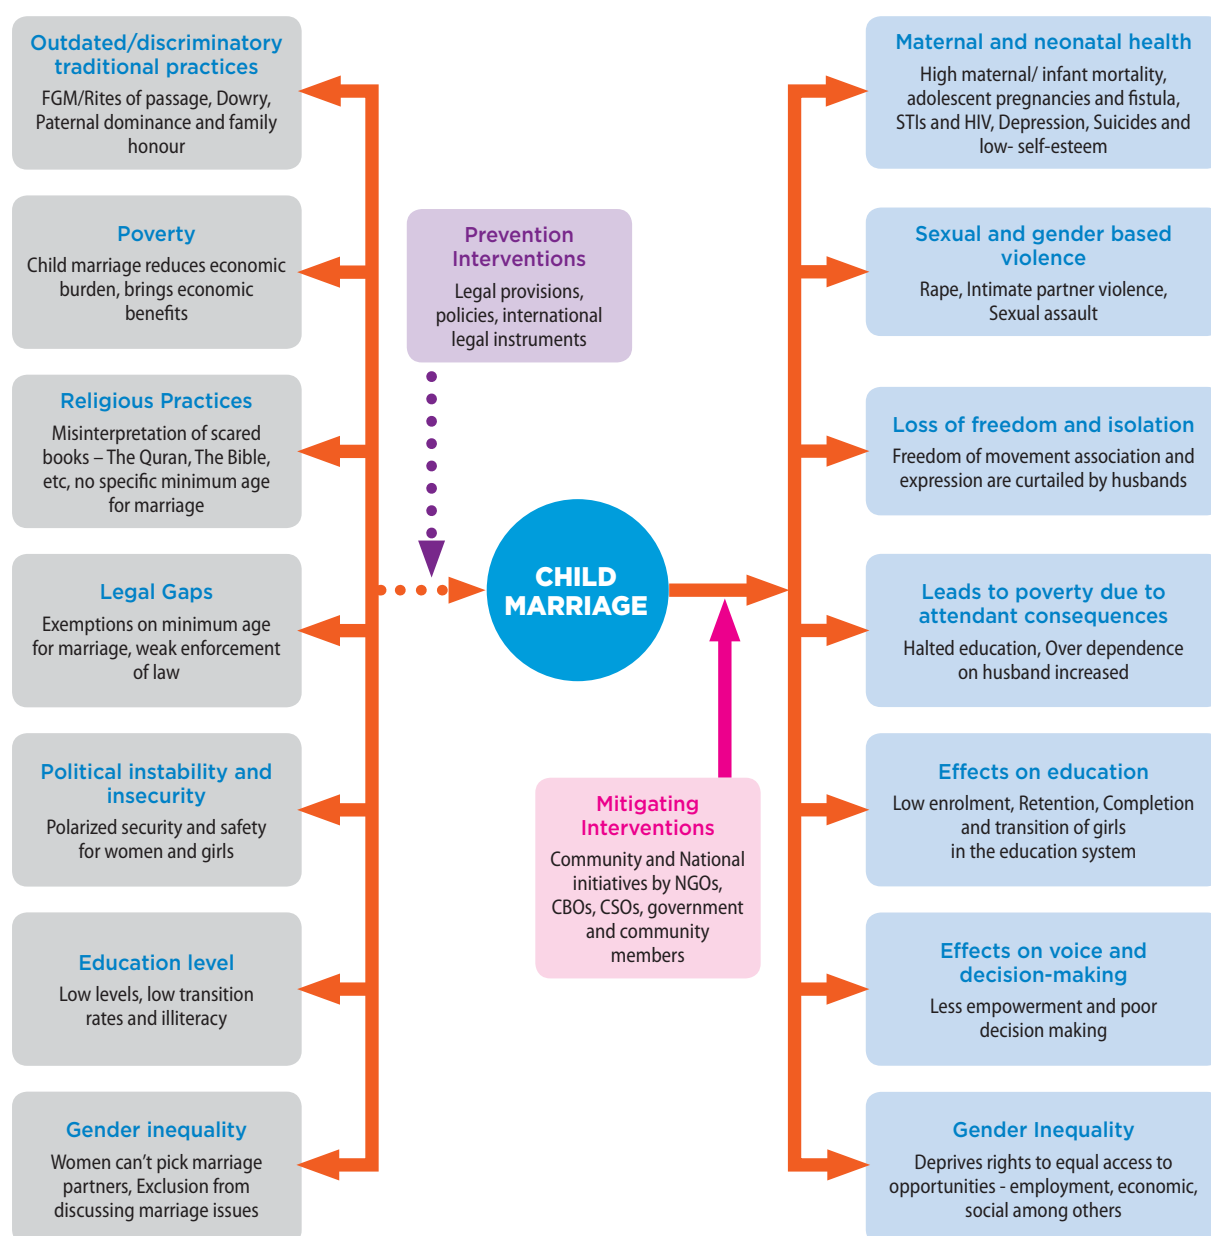 Outdated/discriminatory
traditional practices
FGM/Rites of passage, Dowry,
Paternal dominance and family
honour
Poverty
Child marriage reduces economic
burden, brings economic
benefits
Religious Practices
Misinterpretation of scared
books – The Quran, The Bible,
etc, no specific minimum age
for marriage
Legal Gaps
Exemptions on minimum age
for marriage, weak enforcement
of law
Political instability and
insecurity
Polarized security and safety
for women and girls
Education level
Low levels, low transition
rates and illiteracy
Gender inequality
Women can’t pick marriage
partners, Exclusion from
discussing marriage issues
Prevention
Interventions
Legal provisions,
policies, international
legal instruments
CHILD
MARRIAGE
Mitigating
Interventions
Community and National
initiatives by NGOs,
CBOs, CSOs, government
and community
members
Maternal and neonatal health
High maternal/ infant mortality,
adolescent pregnancies and fistula,
STIs and HIV, Depression, Suicides and
low- self-esteem
Sexual and gender based
violence
Rape, Intimate partner violence,
Sexual assault
Loss of freedom and isolation
Freedom of movement association and
expression are curtailed by husbands
Leads to poverty due to
attendant consequences
Halted education, Over dependence
on husband increased
Effects on education
Low enrolment, Retention, Completion
and transition of girls
in the education system
Effects on voice and
decision-making
Less empowerment and poor
decision making
Gender Inequality
Deprives rights to equal access to
opportunities - employment, economic,
social among others